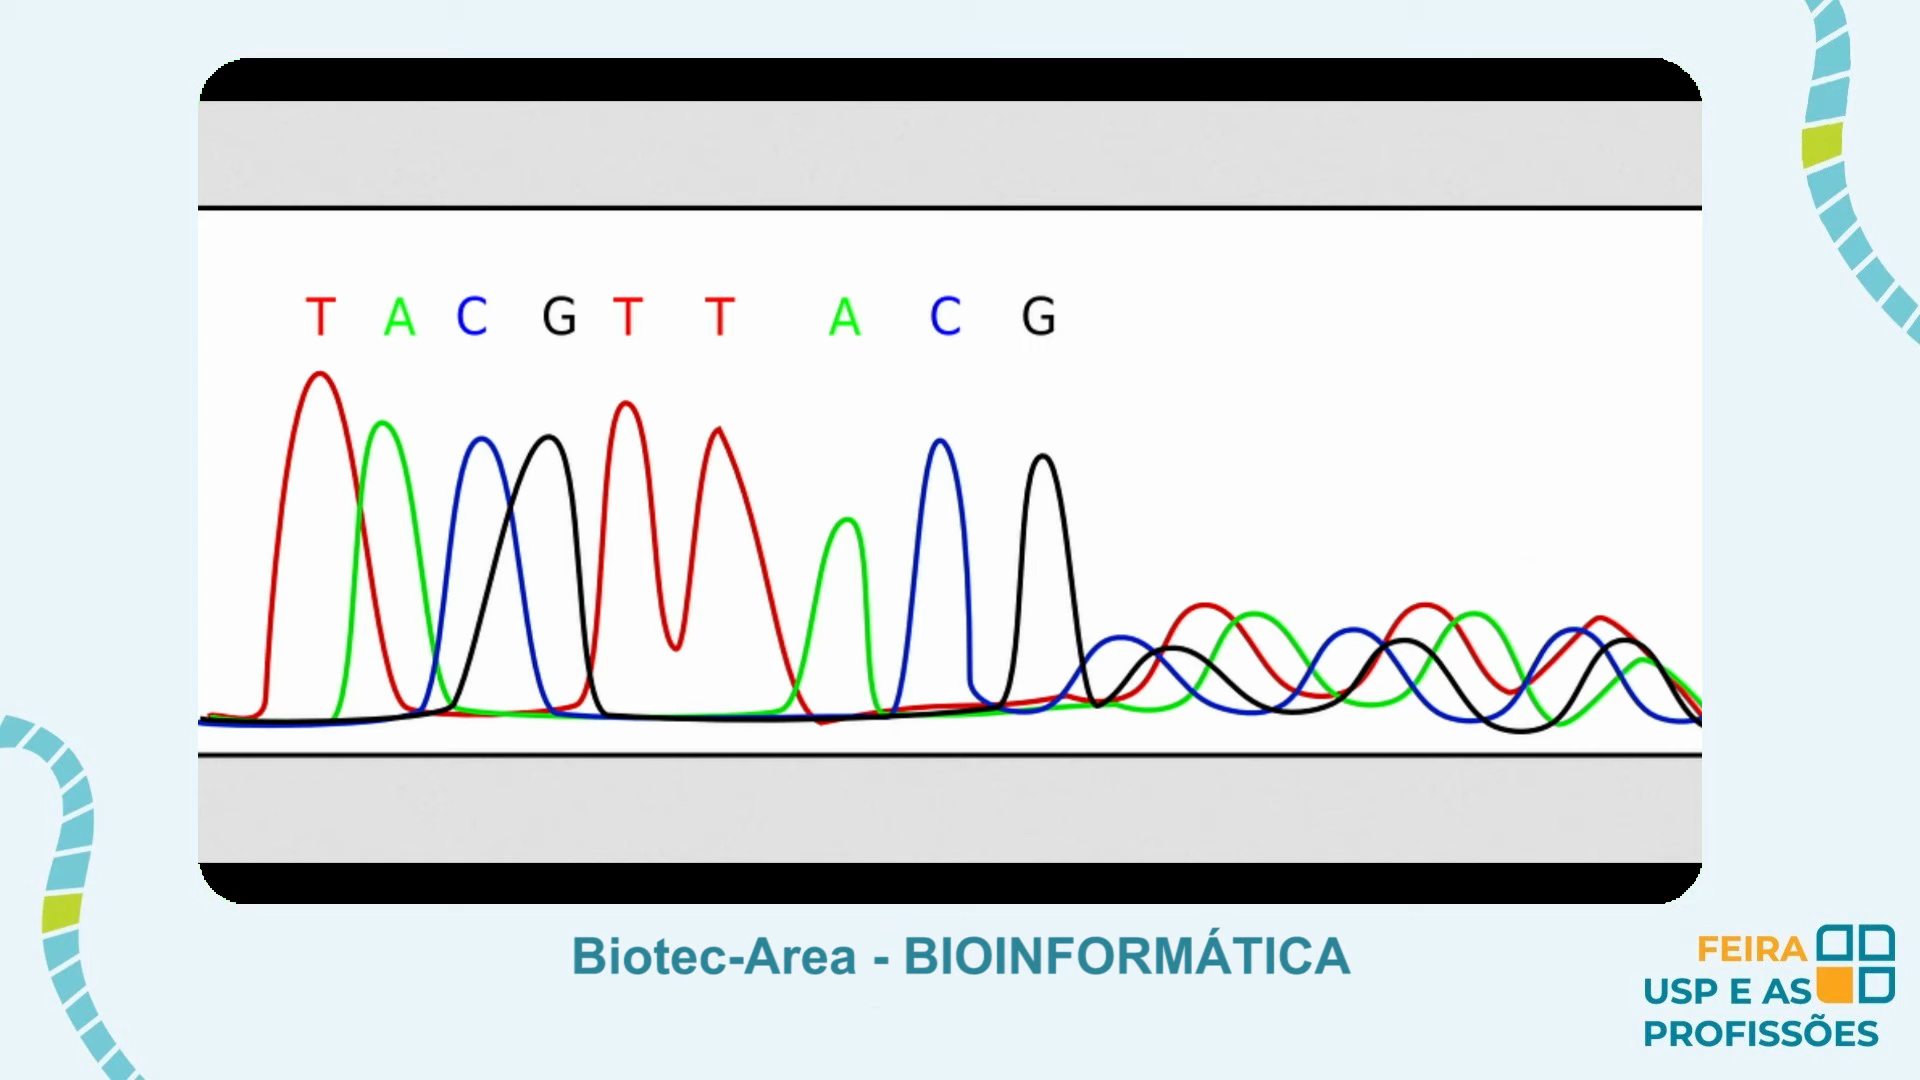 T A C G T T A C G
Biotec-Area - BIOINFORMÁTICA
FEIRA
USP E AS
PROFISSÕES